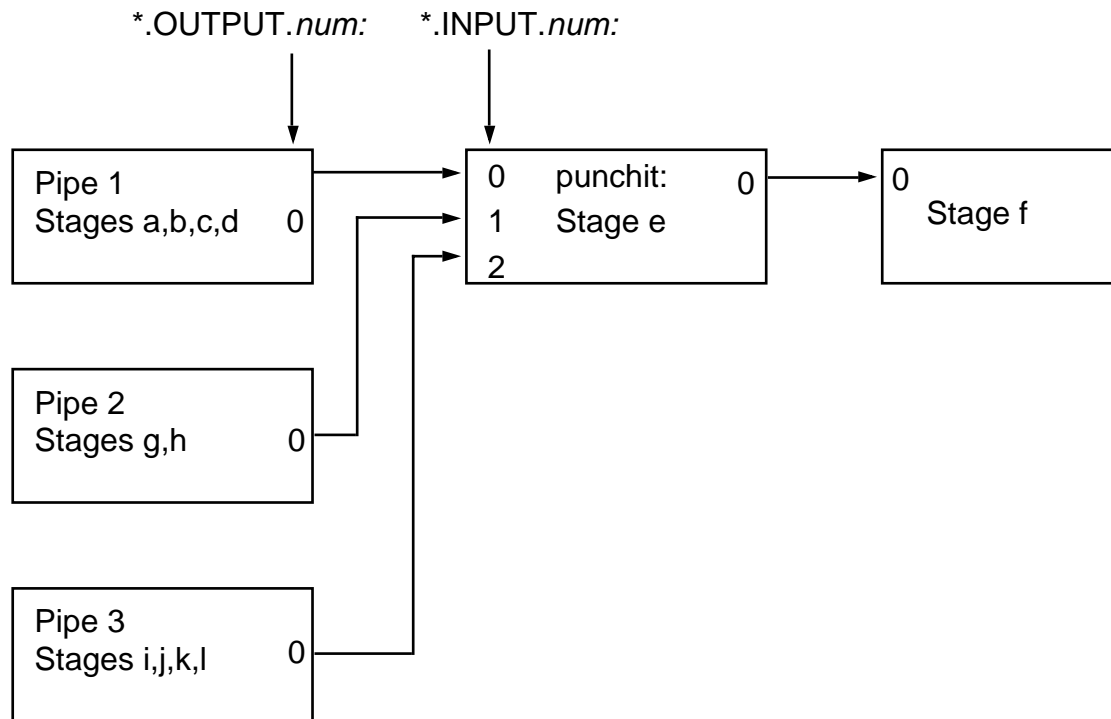 *.OUTPUT.num:
*.INPUT.num:
Pipe 1
Stages a,b,c,d
0
0
1
2
punchit:
Stage e
0
0
Stage f
Pipe 2
Stages g,h
0
Pipe 3
Stages i,j,k,l
0